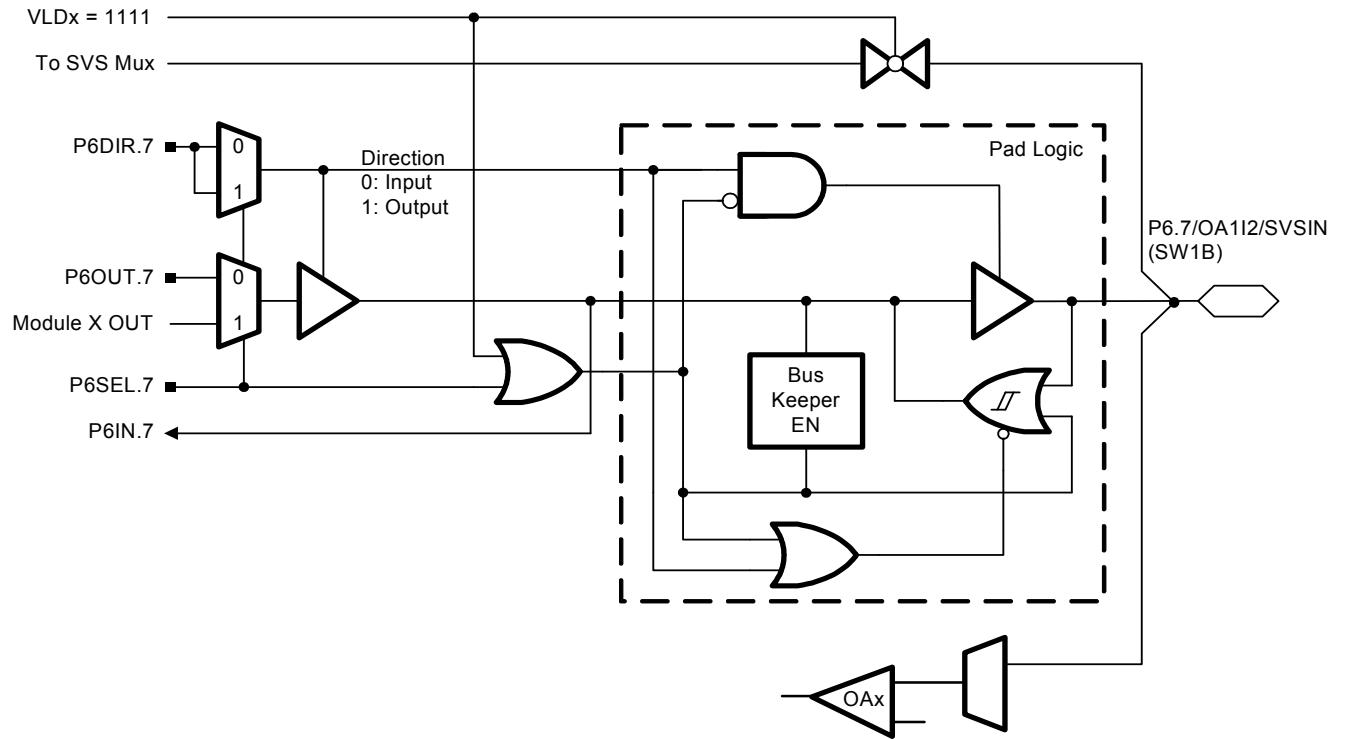 VLDx = 1111
To SVS Mux
P6DIR.7
0
1
Direction
0: Input
1: Output
Pad Logic
P6.7/OA1I2/SVSIN
(SW1B)
P6OUT.7
0
Module X OUT
1
P6SEL.7
P6IN.7
Bus
Keeper
EN
OAx